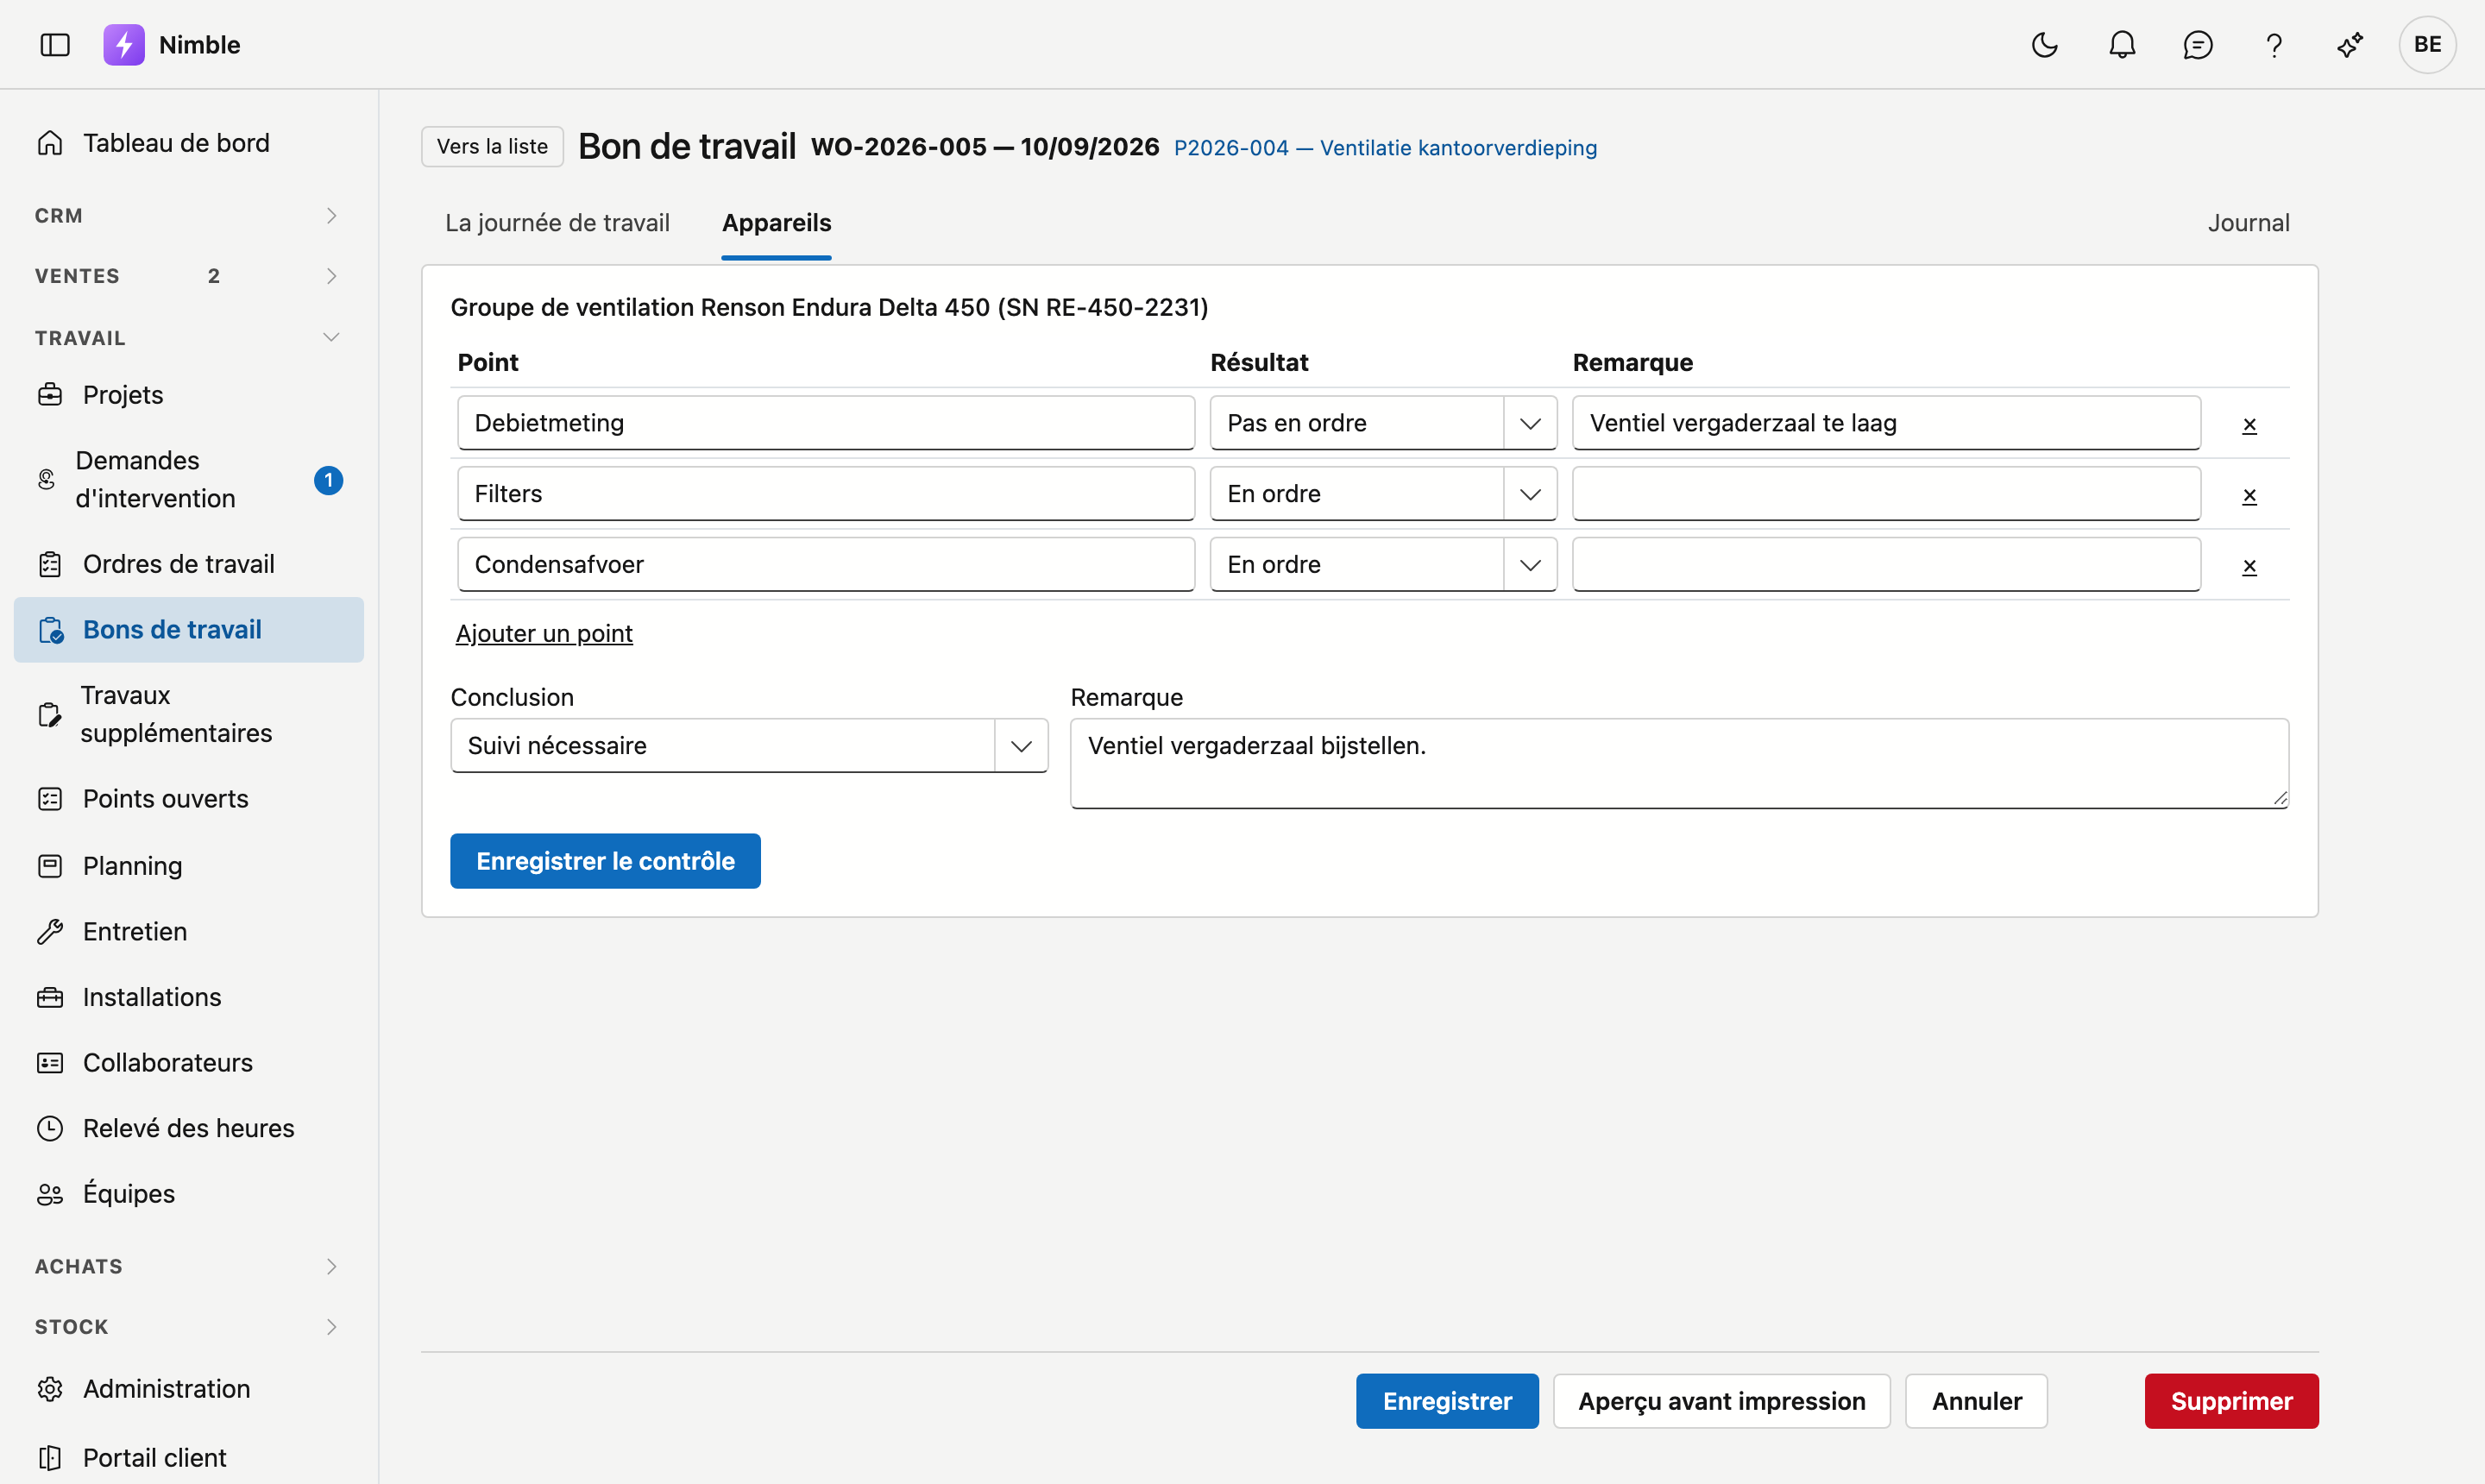 Nimble
BE
Tableau de bord
CRM
VENTES 2
TRAVAIL
Projets
Demandes
d'intervention
1
Ordres de travail
Bons de travail
Travaux
supplémentaires
Points ouverts
Planning
Entretien
Installations
Collaborateurs
Relevé des heures
Équipes
ACHATS
STOCK
Administration
Portail client
Vers la liste Bon de travail WO-2026-005 — 10/09/2026 P2026-004 — Ventilatie kantoorverdieping
La journée de travail Appareils Journal
Groupe de ventilation Renson Endura Delta 450 (SN RE-450-2231)
Point Résultat Remarque
Debietmeting Pas en ordre Ventiel vergaderzaal te laag x
Filters En ordre x
Condensafvoer En ordre x
Ajouter un point
Conclusion Remarque
Suivi nécessaire Ventiel vergaderzaal bijstellen.
Enregistrer le contrôle
Enregistrer Aperçu avant impression Annuler Supprimer